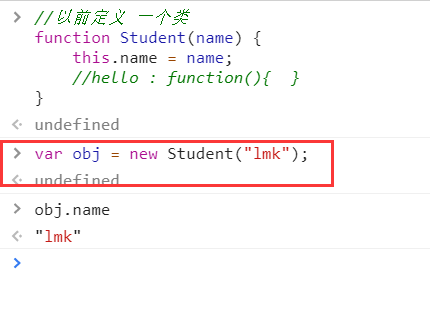 //以前定义 一个类
function Student(name) {
    this.name = name;
    //hello : function(){  }
}
undefined
var obj = new Student("lmk");
undefined
obj.name
"lmk"